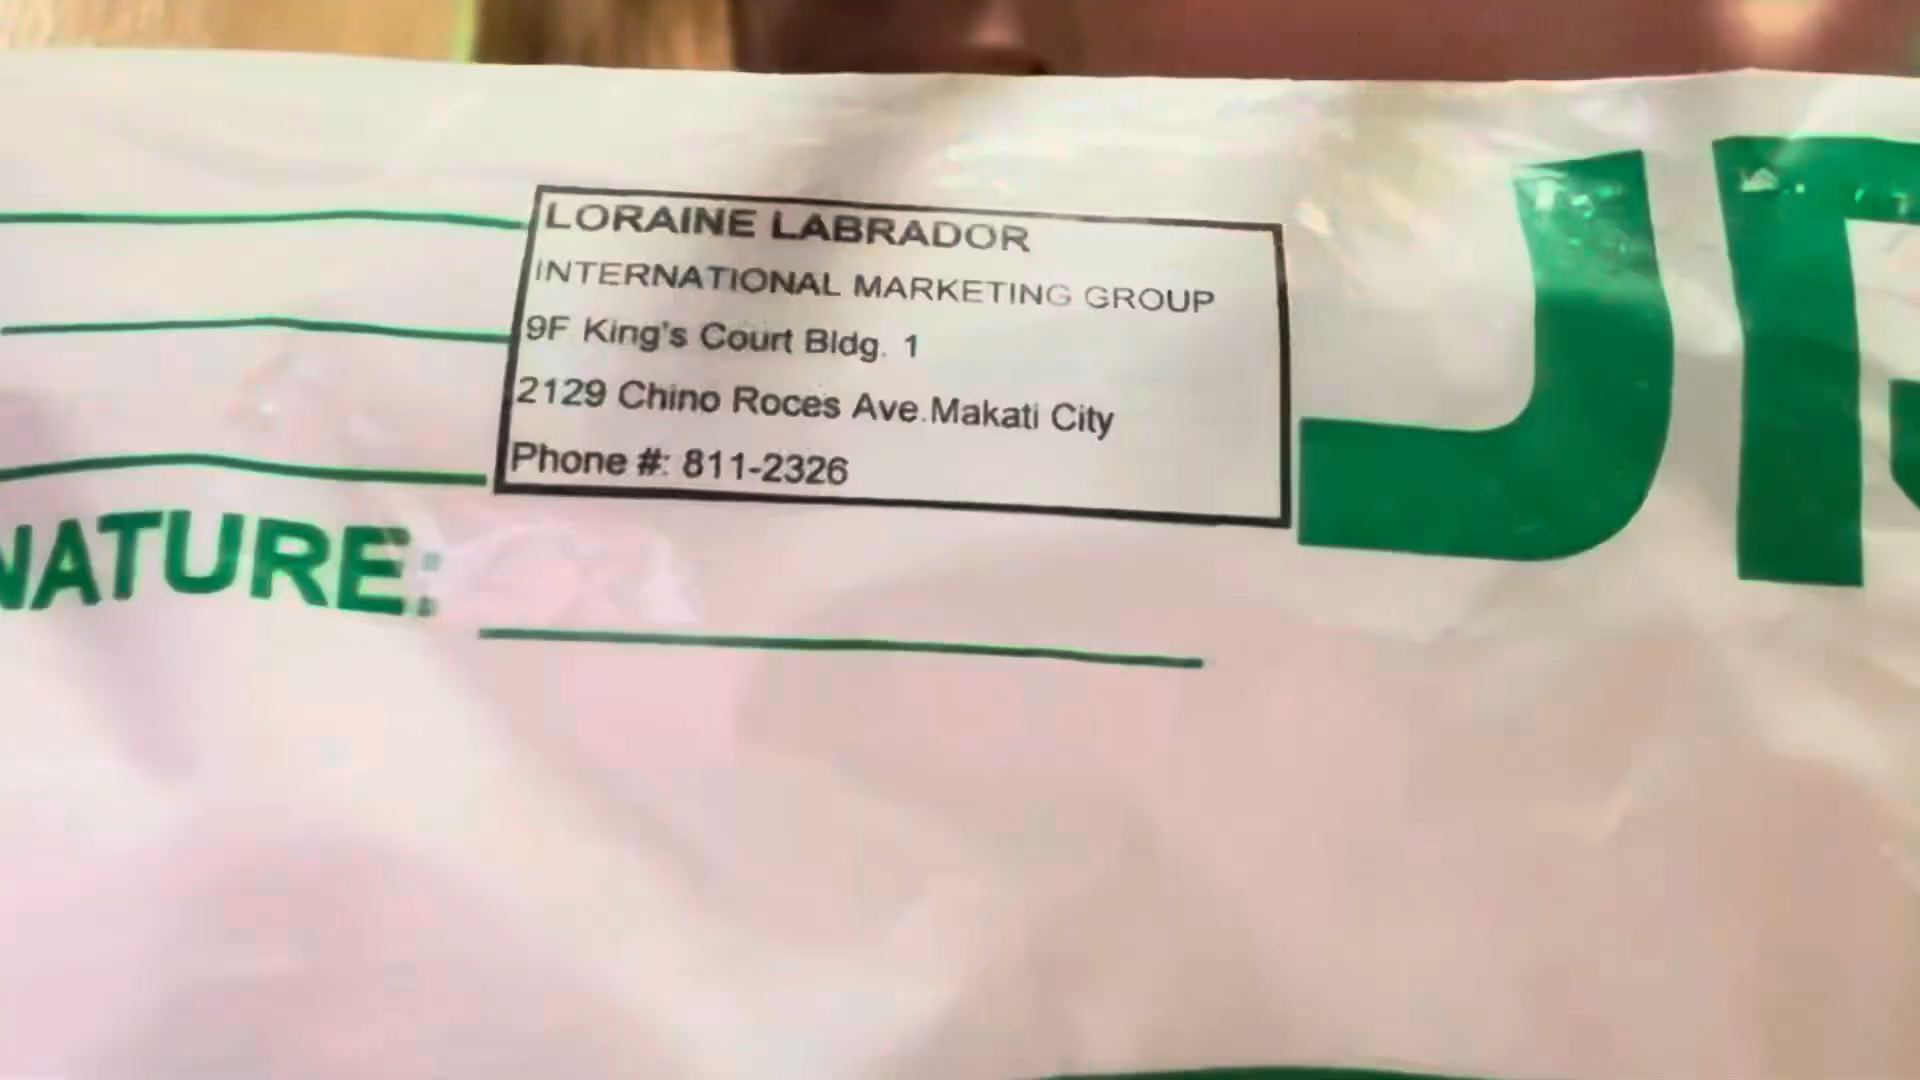 LORAINE LABRADOR
INTERNATIONAL MARKETING GROUP
9F King's Court Bldg. 1
2129 Chino Roces Ave.Makati City
Phone #: 811-2326
NATURE:
J